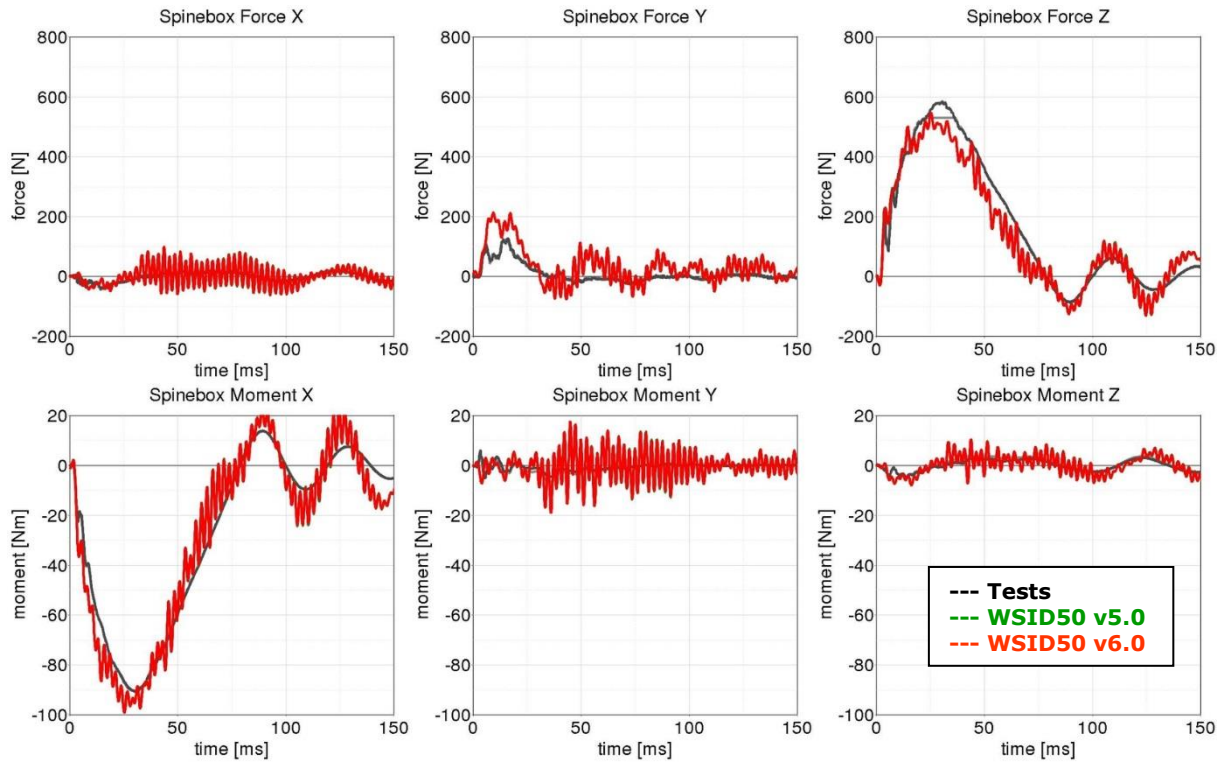 Spinebox Force X
800
600
400
200
0
-200
force [N]
0 50 100 150
time [ms]
Spinebox Force Y
800
600
400
200
0
-200
force [N]
0 50 100 150
time [ms]
Spinebox Force Z
800
600
400
200
0
-200
force [N]
0 50 100 150
time [ms]
Spinebox Moment X
20
0
-20
-40
-60
-80
-100
moment [Nm]
0 50 100 150
time [ms]
Spinebox Moment Y
20
0
-20
-40
-60
-80
-100
moment [Nm]
0 50 100 150
time [ms]
Spinebox Moment Z
20
0
-20
-40
-60
-80
-100
moment [Nm]
0 50 100 150
time [ms]
--- Tests
--- WSID50 v5.0
--- WSID50 v6.0